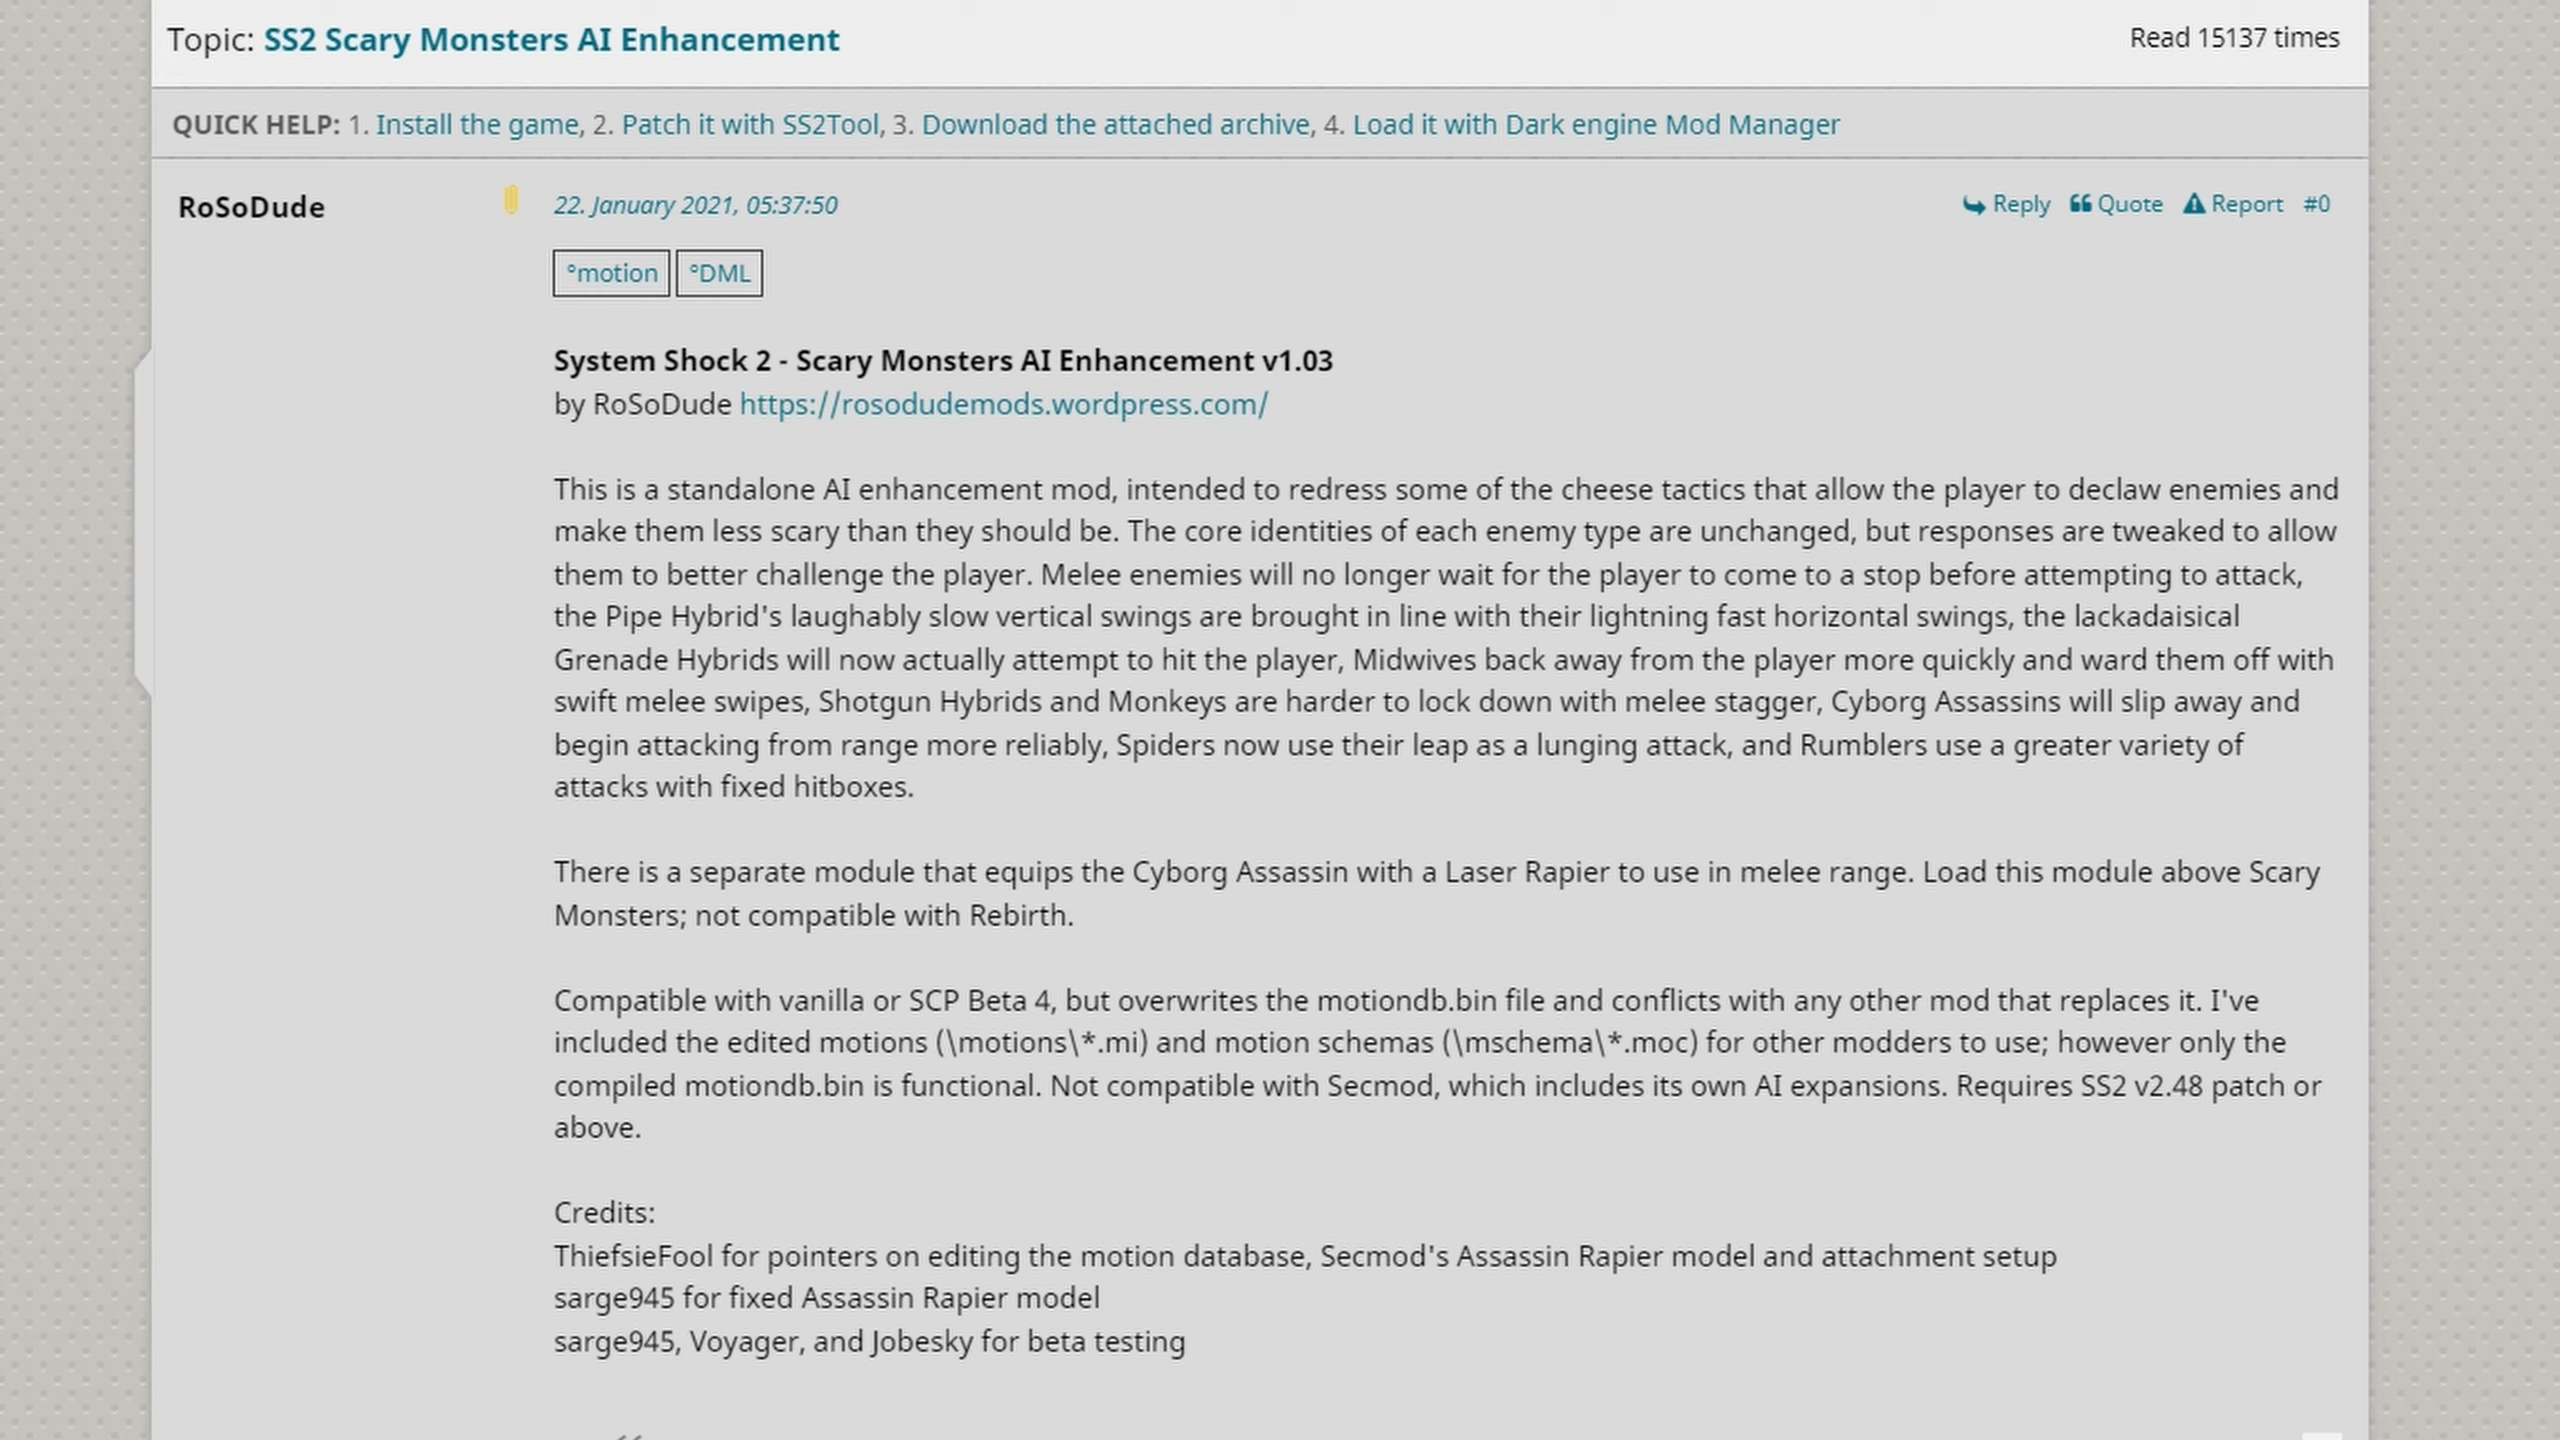 Topic: SS2 Scary Monsters AI Enhancement
Read 15137 times
QUICK HELP: 1. Install the game, 2. Patch it with SS2Tool, 3. Download the attached archive, 4. Load it with Dark engine Mod Manager
RoSoDude
22. January 2021, 05:37:50
Reply Quote Report #0
°motion °DML
System Shock 2 - Scary Monsters AI Enhancement v1.03
by RoSoDude https://rosodudemods.wordpress.com/
This is a standalone AI enhancement mod, intended to redress some of the cheese tactics that allow the player to declaw enemies and
make them less scary than they should be. The core identities of each enemy type are unchanged, but responses are tweaked to allow
them to better challenge the player. Melee enemies will no longer wait for the player to come to a stop before attempting to attack,
the Pipe Hybrid's laughably slow vertical swings are brought in line with their lightning fast horizontal swings, the lackadaisical
Grenade Hybrids will now actually attempt to hit the player, Midwives back away from the player more quickly and ward them off with
swift melee swipes, Shotgun Hybrids and Monkeys are harder to lock down with melee stagger, Cyborg Assassins will slip away and
begin attacking from range more reliably, Spiders now use their leap as a lunging attack, and Rumblers use a greater variety of
attacks with fixed hitboxes.
There is a separate module that equips the Cyborg Assassin with a Laser Rapier to use in melee range. Load this module above Scary
Monsters; not compatible with Rebirth.
Compatible with vanilla or SCP Beta 4, but overwrites the motiondb.bin file and conflicts with any other mod that replaces it. I've
included the edited motions (\motions\*.mi) and motion schemas (\mschema\*.moc) for other modders to use; however only the
compiled motiondb.bin is functional. Not compatible with Secmod, which includes its own AI expansions. Requires SS2 v2.48 patch or
above.
Credits:
ThiefsieFool for pointers on editing the motion database, Secmod's Assassin Rapier model and attachment setup
sarge945 for fixed Assassin Rapier model
sarge945, Voyager, and Jobesky for beta testing